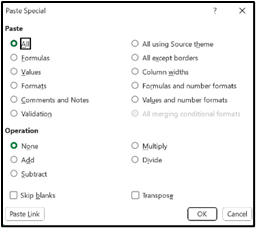 Paste Special ? ×
Paste
All All using Source theme
Formulas All except borders
Values Column widths
Formats Formulas and number formats
Comments and Notes Values and number formats
Validation All merging conditional formats
Operation
None Multiply
Add Divide
Subtract
Skip blanks Transpose
Paste Link OK Cancel